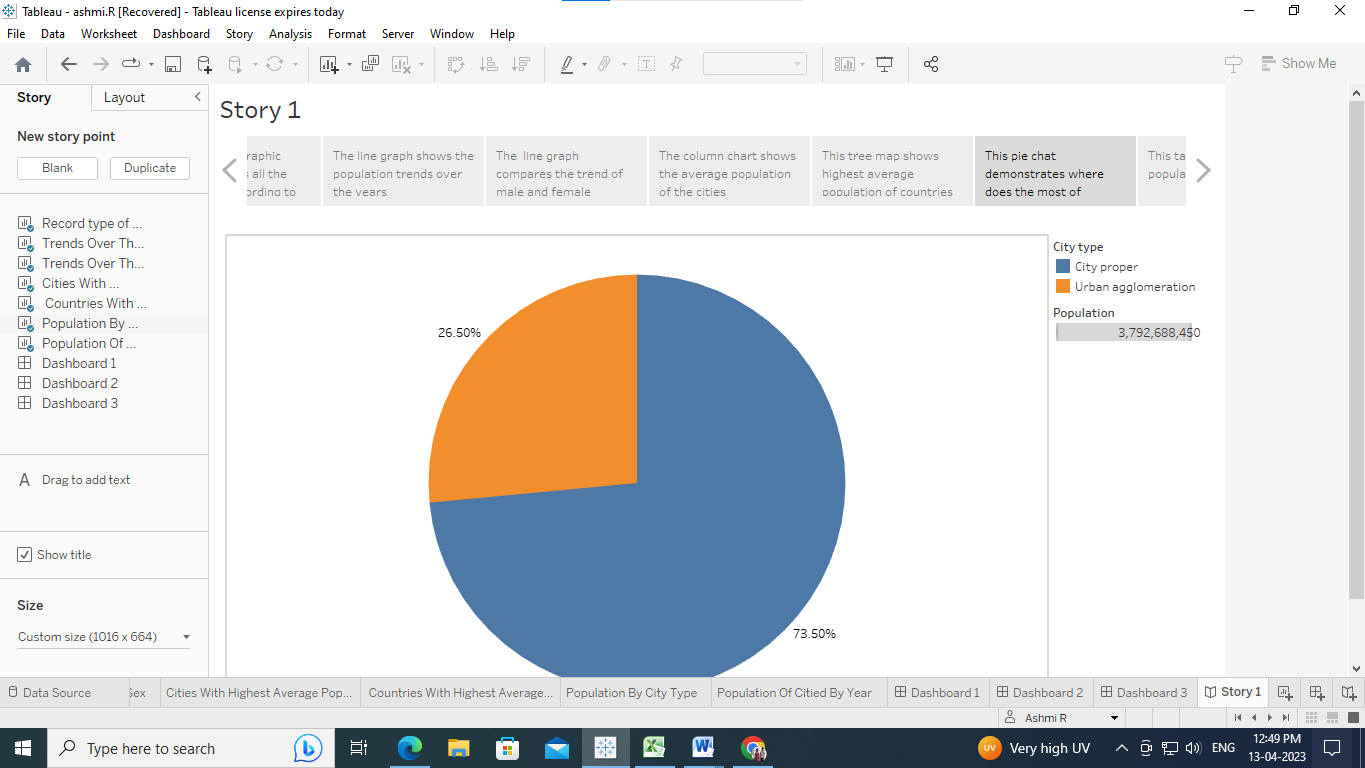 Tableau - ashmi.R [Recovered] - Tableau license expires today
File Data Worksheet Dashboard Story Analysis Format Server Window Help
Show Me
Story Layout
New story point
Blank Duplicate
Record type of ...
Trends Over Th...
Trends Over Th...
Cities With ...
Countries With ...
Population By ...
Population Of ...
Dashboard 1
Dashboard 2
Dashboard 3
A Drag to add text
Show title
Size
Custom size (1016 x 664)
Story 1
raphic
all the
ording to
The line graph shows the
population trends over
the years
The line graph
compares the trend of
male and female
The column chart shows
the average population
of the cities
This tree map shows
highest average
population of countries
This pie chat
demonstrates where
does the most of
This ta
popula
26.50%
73.50%
City type
City proper
Urban agglomeration
Population
3,792,688,450
Data Source Sex Cities With Highest Average Pop... Countries With Highest Average... Population By City Type Population Of Citied By Year Dashboard 1 Dashboard 2 Dashboard 3 Story 1
Ashmi R
Type here to search
UV Very high UV
ENG
12:49 PM
13-04-2023